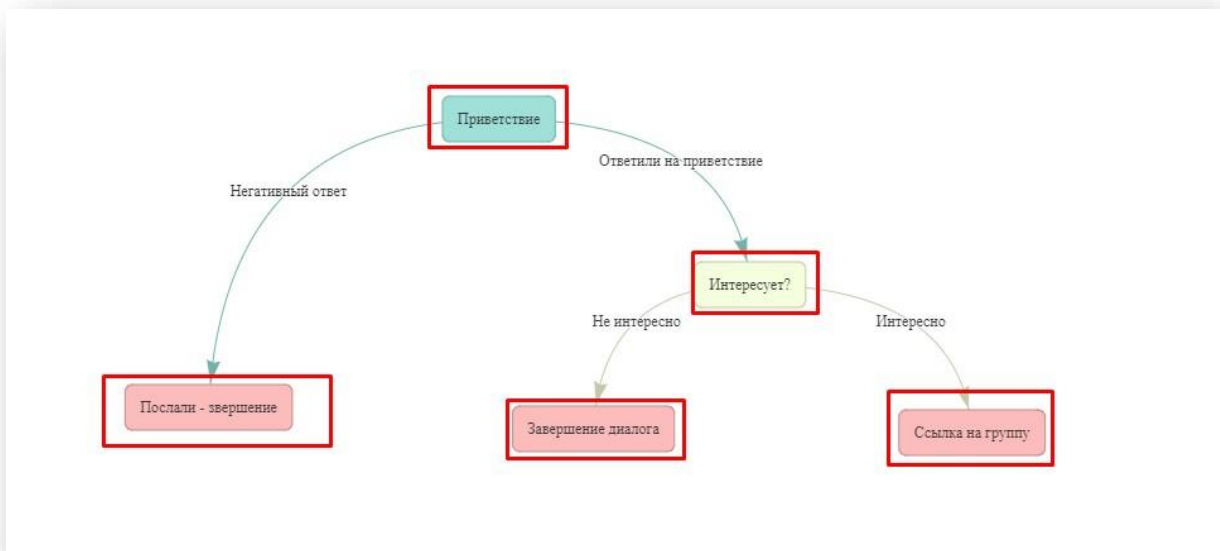 Приветствие
Ответили на приветствие
Негативный ответ
Интересует?
Не интересно
Интересно
Послали - звершение
Завершение диалога
Ссылка на группу